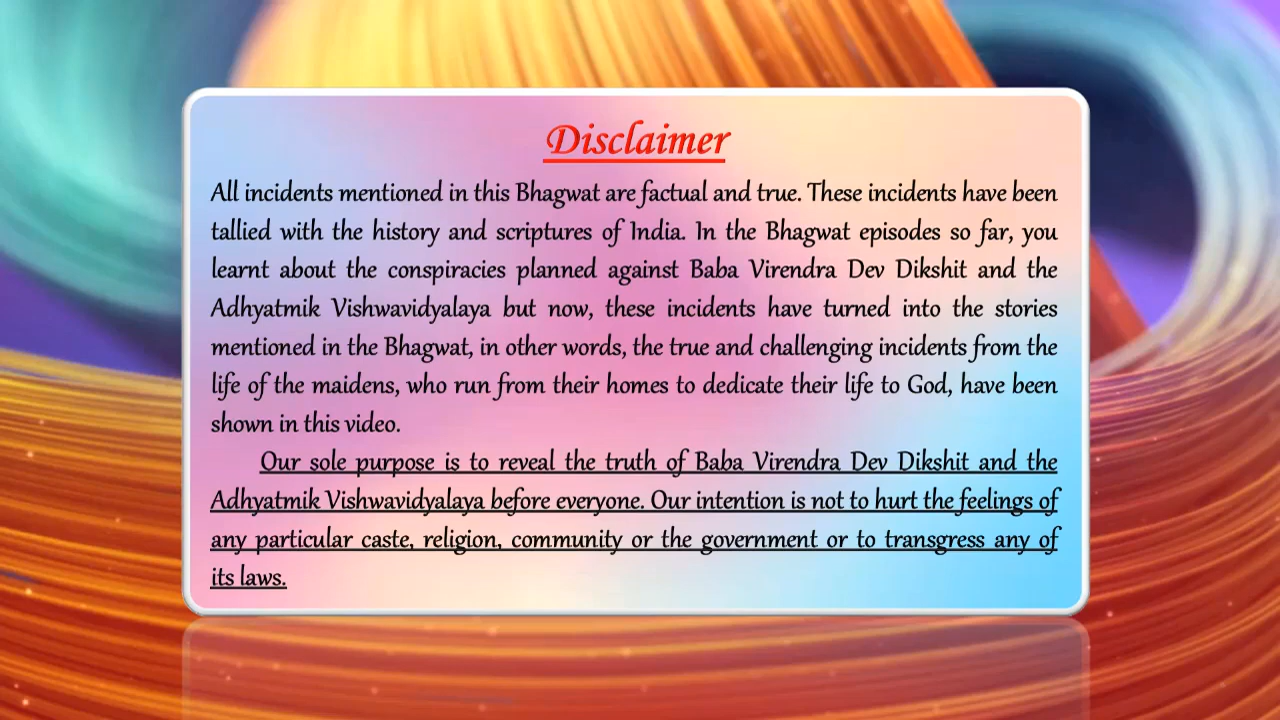 Disclaimer
All incidents mentioned in this Bhagwat are factual and true. These incidents have been
tallied with the history and scriptures of India. In the Bhagwat episodes so far, you
learnt about the conspiracies planned against Baba Virendra Dev Dikshit and the
Adhyatmik Vishwavidyalaya but now, these incidents have turned into the stories
mentioned in the Bhagwat, in other words, the true and challenging incidents from the
life of the maidens, who run from their homes to dedicate their life to God, have been
shown in this video.
Our sole purpose is to reveal the truth of Baba Virendra Dev Dikshit and the
Adhyatmik Vishwavidyalaya before everyone. Our intention is not to hurt the feelings of
any particular caste, religion, community or the government or to transgress any of
its laws.